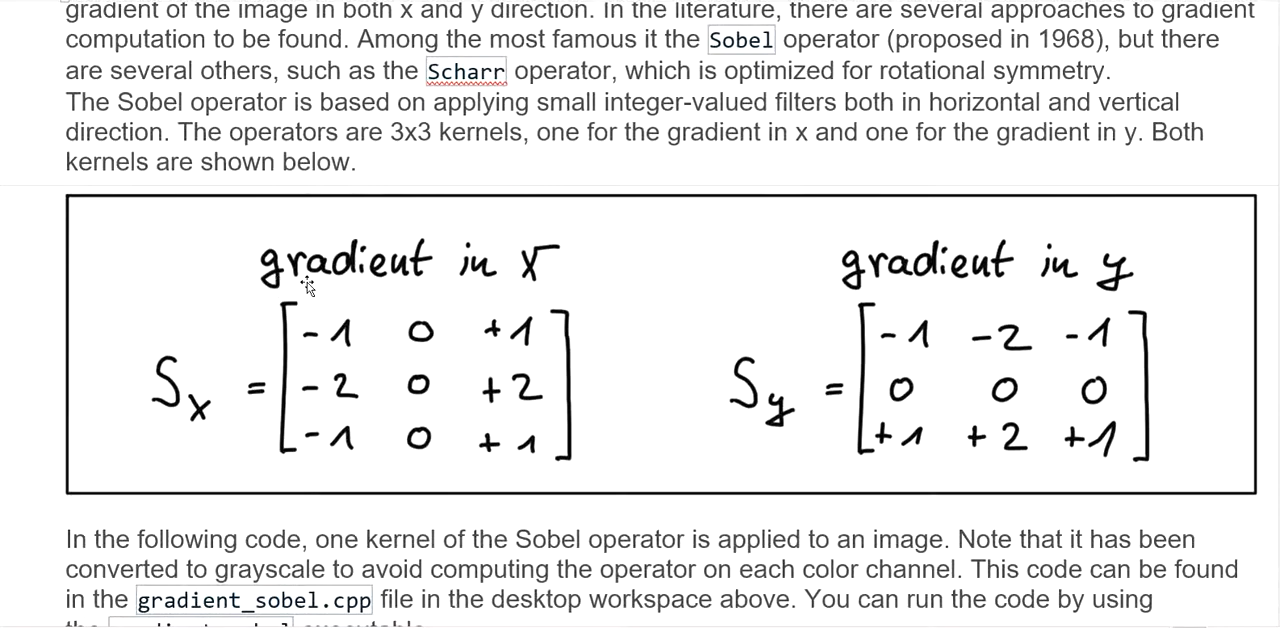 gradient of the image in both x and y direction. In the literature, there are several approaches to gradient
computation to be found. Among the most famous it the Sobel operator (proposed in 1968), but there
are several others, such as the Scharr operator, which is optimized for rotational symmetry.
The Sobel operator is based on applying small integer-valued filters both in horizontal and vertical
direction. The operators are 3x3 kernels, one for the gradient in x and one for the gradient in y. Both
kernels are shown below.
gradient in x
-1 0 +1
Sx = -2 0 +2
-1 0 +1
gradient in y
-1 -2 -1
Sy = 0 0 0
+1 +2 +1
In the following code, one kernel of the Sobel operator is applied to an image. Note that it has been
converted to grayscale to avoid computing the operator on each color channel. This code can be found
in the gradient_sobel.cpp file in the desktop workspace above. You can run the code by using